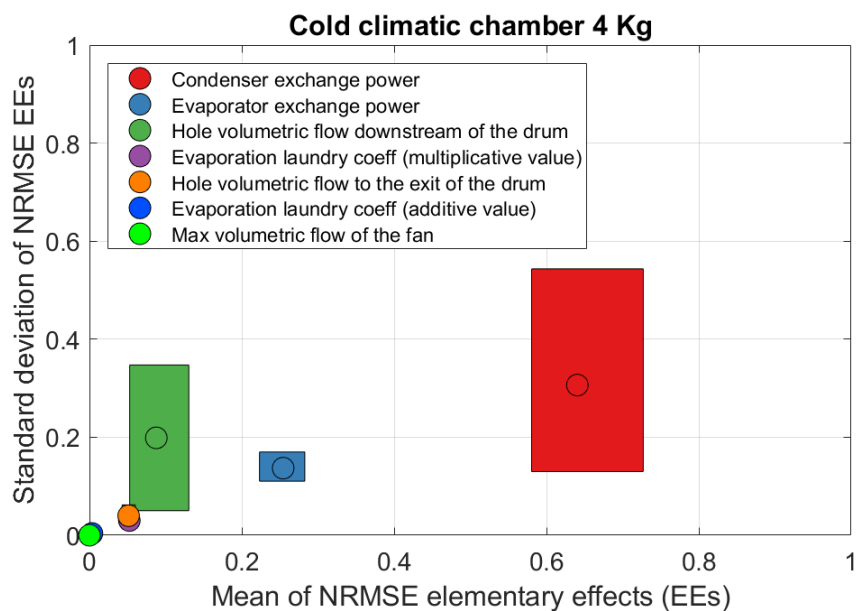 Cold climatic chamber 4 Kg
Standard deviation of NRMSE EEs
1
0.8
0.6
0.4
0.2
0
Condenser exchange power
Evaporator exchange power
Hole volumetric flow downstream of the drum
Evaporation laundry coeff (multiplicative value)
Hole volumetric flow to the exit of the drum
Evaporation laundry coeff (additive value)
Max volumetric flow of the fan
0 0.2 0.4 0.6 0.8 1
Mean of NRMSE elementary effects (EEs)